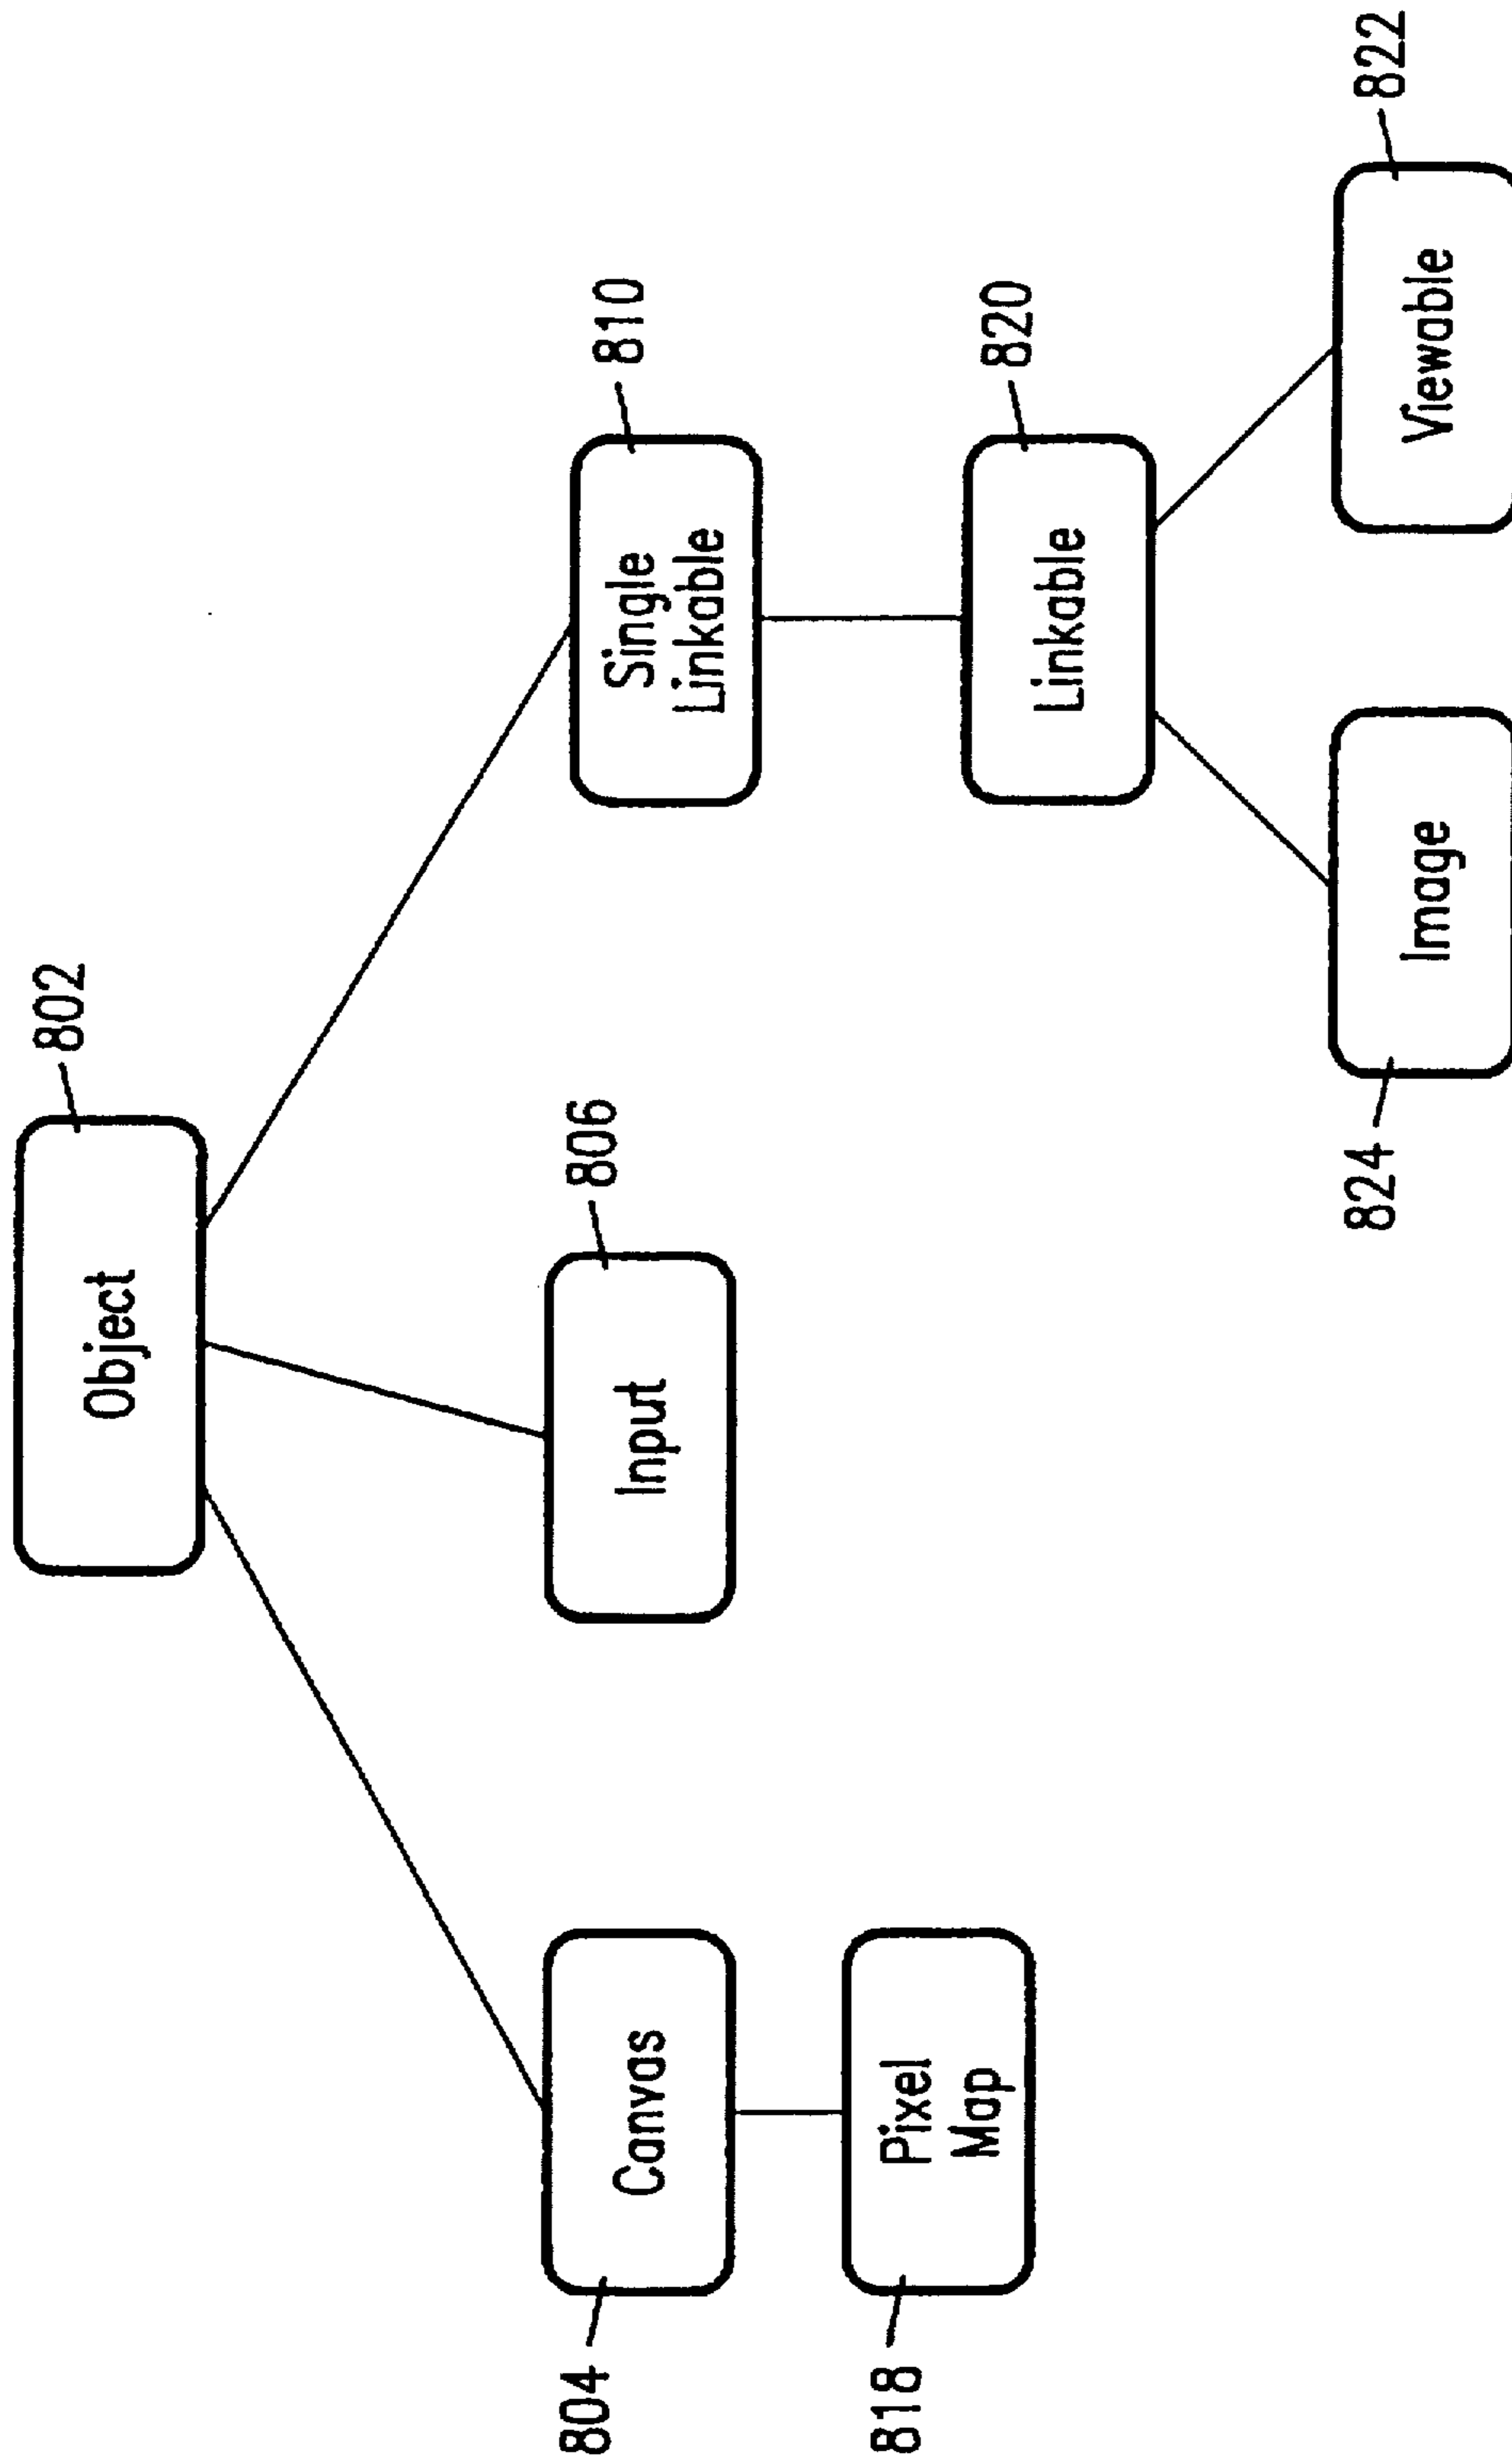 Object
802
Canvas
804
Input
806
Single
Linkable
810
Pixel
Map
818
Linkable
820
Image
824
Viewable
822